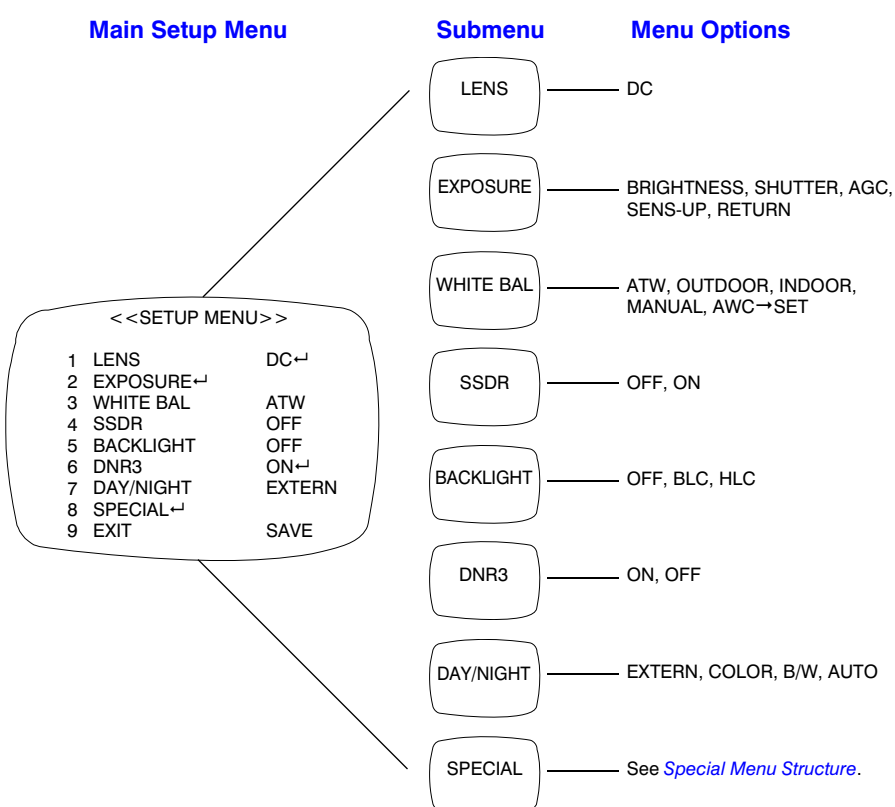 Main Setup Menu
Submenu
Menu Options
LENS
DC
EXPOSURE
BRIGHTNESS, SHUTTER, AGC,
SENS-UP, RETURN
WHITE BAL
ATW, OUTDOOR, INDOOR,
MANUAL, AWC→SET
<<SETUP MENU>>
1 LENS DC↵
2 EXPOSURE↵
3 WHITE BAL ATW
4 SSDR OFF
5 BACKLIGHT OFF
6 DNR3 ON↵
7 DAY/NIGHT EXTERN
8 SPECIAL↵
9 EXIT SAVE
SSDR
OFF, ON
BACKLIGHT
OFF, BLC, HLC
DNR3
ON, OFF
DAY/NIGHT
EXTERN, COLOR, B/W, AUTO
SPECIAL
See Special Menu Structure.